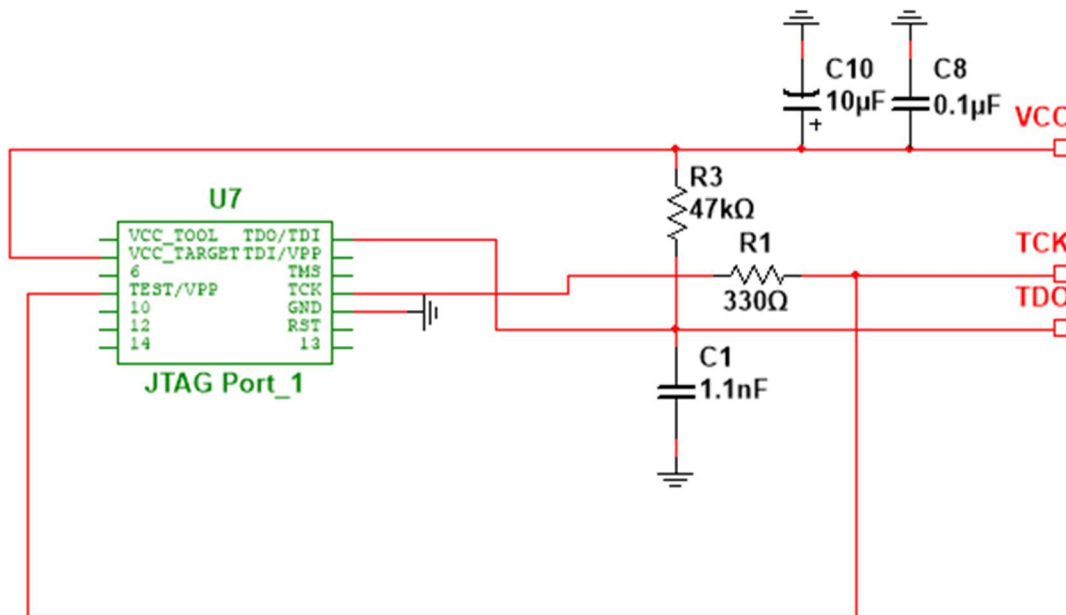 C10
10µF
+
C8
0.1µF
VCC
R3
47kΩ
U7
VCC_TOOL TDO/TDI
VCC_TARGET TDI/VPP
6 TMS
TEST/VPP TCK
10 GND
12 RST
14 13
JTAG Port_1
R1
330Ω
TCK
TDO
C1
1.1nF